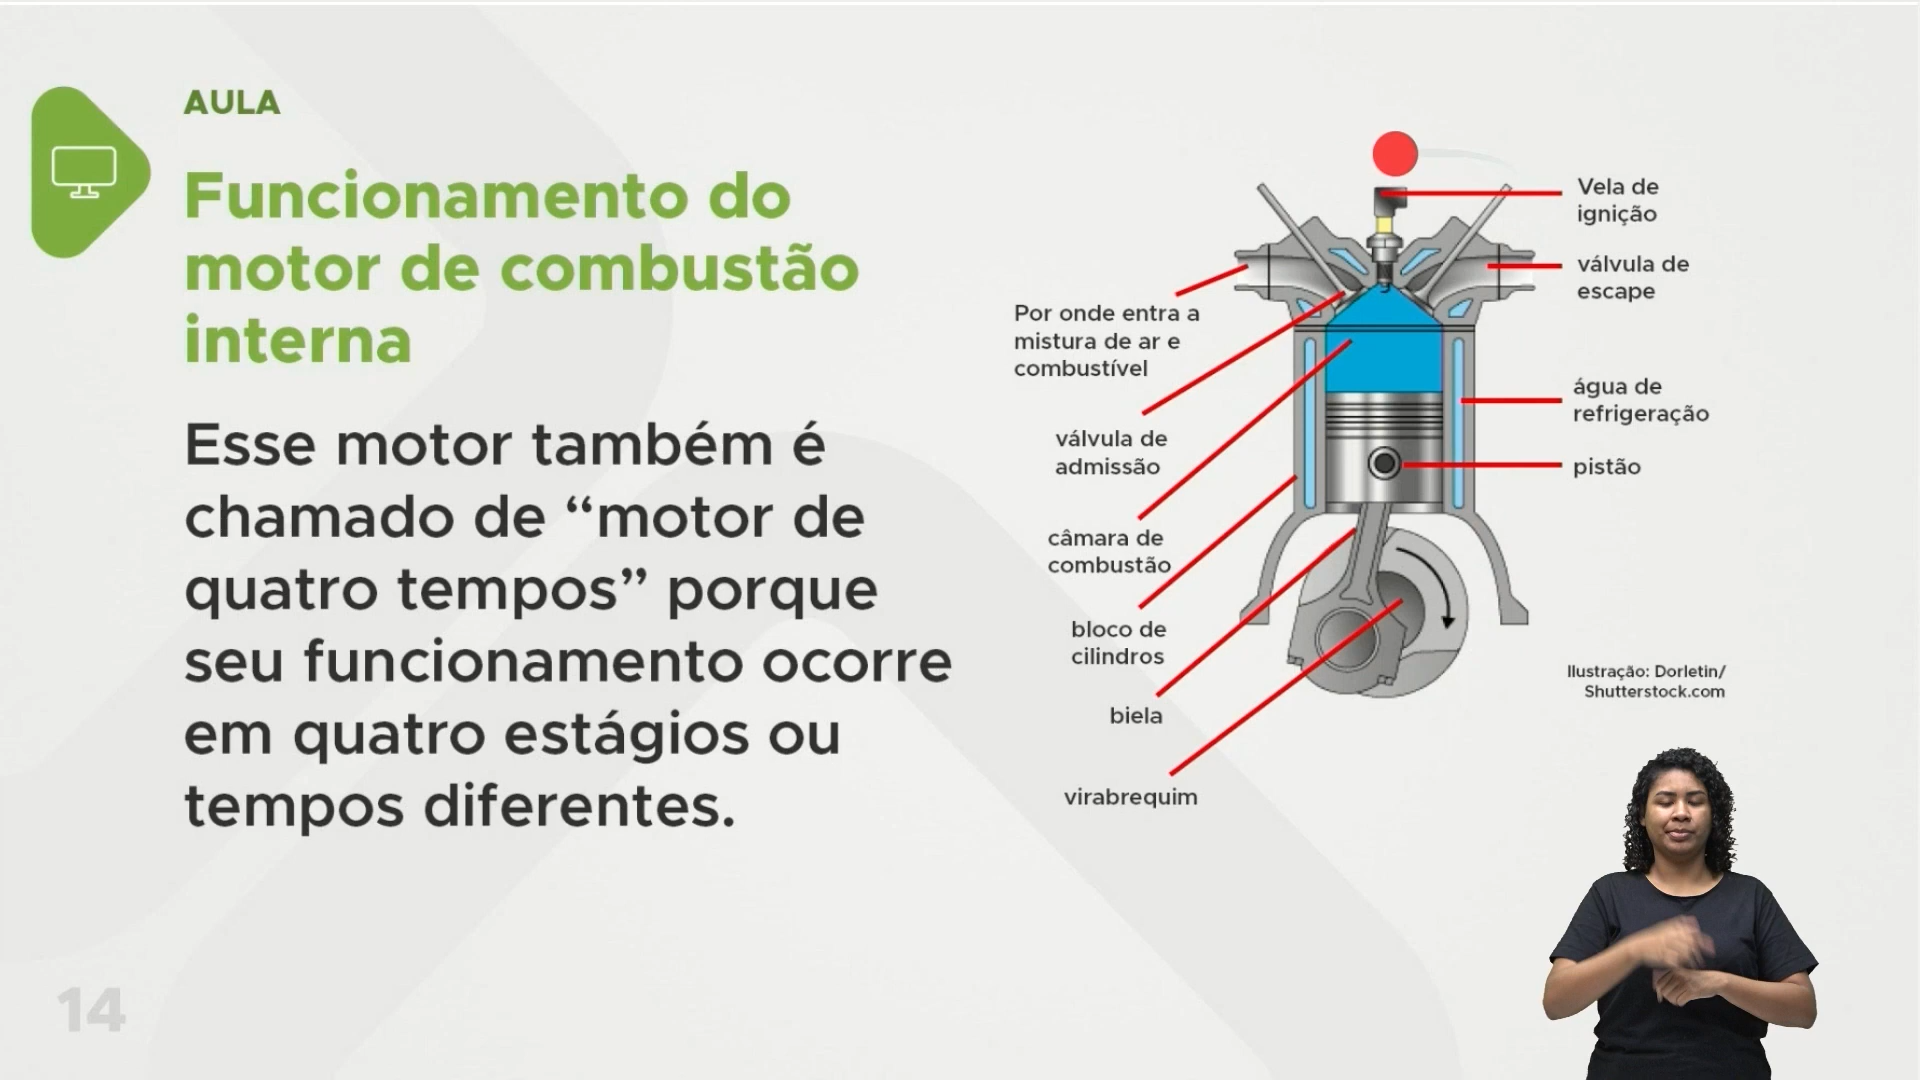 AULA
Funcionamento do
motor de combustão
interna
Esse motor também é
chamado de “motor de
quatro tempos” porque
seu funcionamento ocorre
em quatro estágios ou
tempos diferentes.
Vela de
ignição
válvula de
escape
Por onde entra a
mistura de ar e
combustível
água de
refrigeração
válvula de
admissão
pistão
câmara de
combustão
bloco de
cilindros
biela
virabrequim
Ilustração: Dorletin/
Shutterstock.com
14